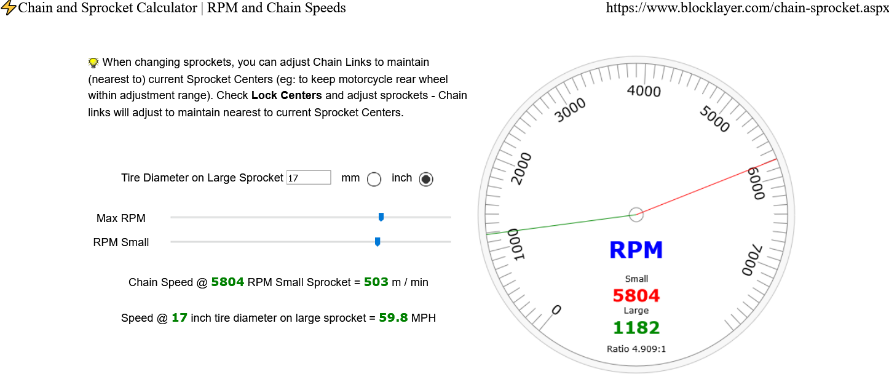 Chain and Sprocket Calculator | RPM and Chain Speeds
https://www.blocklayer.com/chain-sprocket.aspx
When changing sprockets, you can adjust Chain Links to maintain
(nearest to) current Sprocket Centers (eg: to keep motorcycle rear wheel
within adjustment range). Check Lock Centers and adjust sprockets - Chain
links will adjust to maintain nearest to current Sprocket Centers.
Tire Diameter on Large Sprocket 17 mm inch
Max RPM
RPM Small
Chain Speed @ 5804 RPM Small Sprocket = 503 m / min
Speed @ 17 inch tire diameter on large sprocket = 59.8 MPH
0
1000
2000
3000
4000
5000
6000
7000
RPM
Small
5804
Large
1182
Ratio 4.909:1